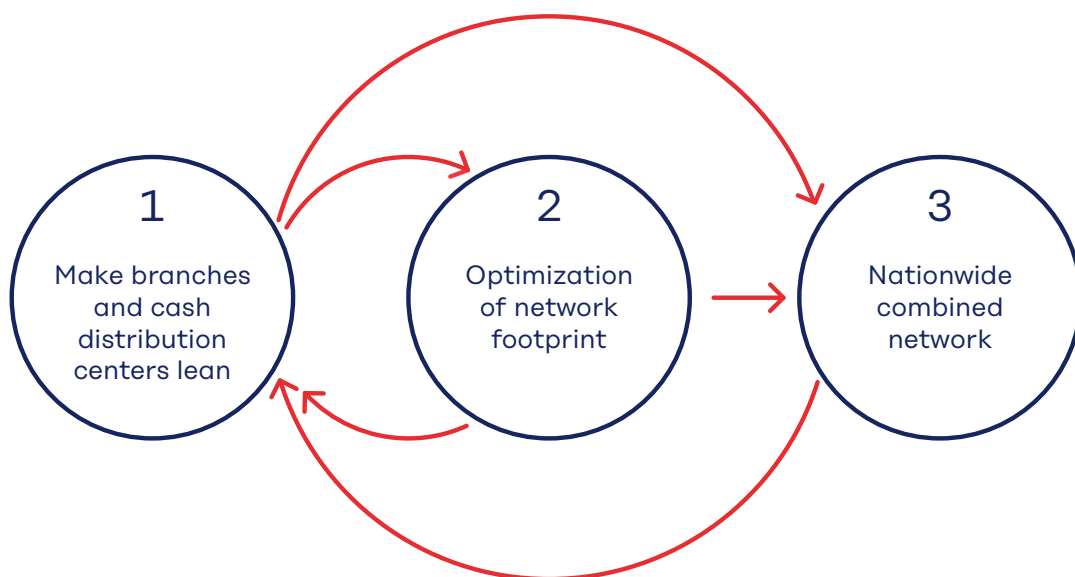 1
Make branches
and cash
distribution
centers lean
2
Optimization
of network
footprint
3
Nationwide
combined
network